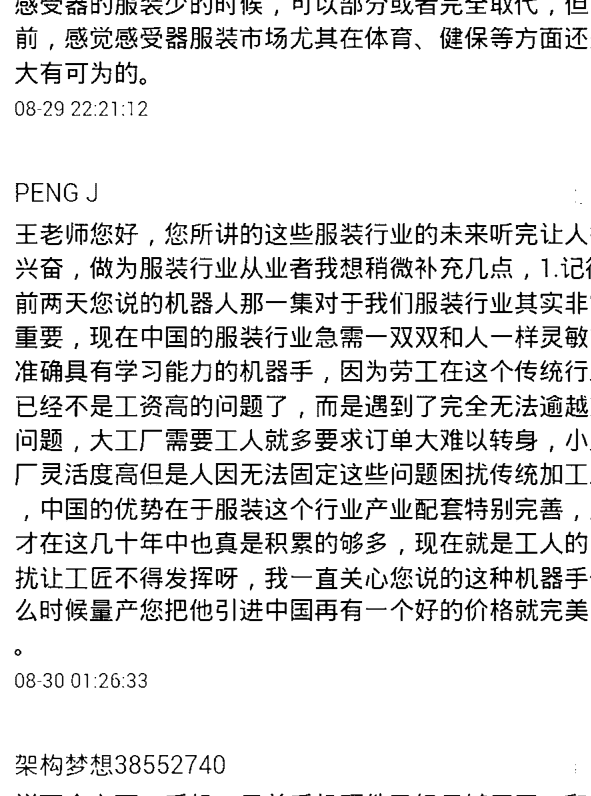 感受器的服装少的时候，可以部分或者完全取代，但
前，感觉感受器服装市场尤其在体育、健保等方面还
大有可为的。
08-29 22:21:12
PENG J
王老师您好，您所讲的这些服装行业的未来听完让人
兴奋，做为服装行业从业者我想稍微补充几点，1.记
前两天您说的机器人那一集对于我们服装行业其实非
重要，现在中国的服装行业急需一双双和人一样灵敏
准确具有学习能力的机器手，因为劳工在这个传统行
已经不是工资高的问题了，而是遇到了完全无法逾越
问题，大工厂需要工人就多要求订单大难以转身，小
厂灵活度高但是人因无法固定这些问题困扰传统加工
，中国的优势在于服装这个行业产业配套特别完善，
才在这几十年中也真是积累的够多，现在就是工人的
扰让工匠不得发挥呀，我一直关心您说的这种机器手
么时候量产您把他引进中国再有一个好的价格就完美
。
08-30 01:26:33
架构梦想38552740